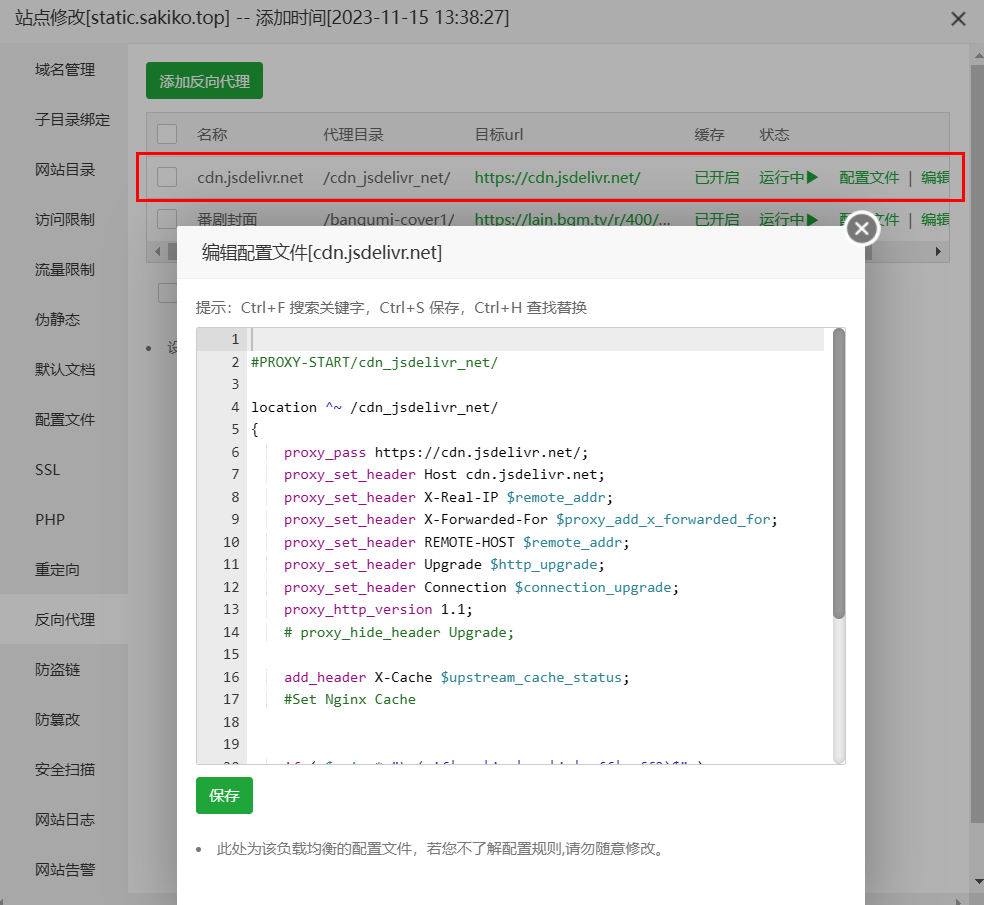 站点修改[static.sakiko.top] -- 添加时间[2023-11-15 13:38:27]
域名管理
子目录绑定
网站目录
访问限制
流量限制
伪静态
默认文档
配置文件
SSL
PHP
重定向
反向代理
防盗链
防篡改
安全扫描
网站日志
网站告警
添加反向代理
名称 代理目录 目标url 缓存 状态
cdn.jsdelivr.net /cdn_jsdelivr_net/ https://cdn.jsdelivr.net/ 已开启 运行中 配置文件 | 编辑
番剧封面 /bangumi-cover1/ https://lain.bgm.tv/r/400/... 已开启 运行中 配置文件 | 编辑
编辑配置文件[cdn.jsdelivr.net]
提示：Ctrl+F 搜索关键字，Ctrl+S 保存，Ctrl+H 查找替换
1
2 #PROXY-START/cdn_jsdelivr_net/
3
4 location ^~ /cdn_jsdelivr_net/
5 {
6 proxy_pass https://cdn.jsdelivr.net/;
7 proxy_set_header Host cdn.jsdelivr.net;
8 proxy_set_header X-Real-IP $remote_addr;
9 proxy_set_header X-Forwarded-For $proxy_add_x_forwarded_for;
10 proxy_set_header REMOTE-HOST $remote_addr;
11 proxy_set_header Upgrade $http_upgrade;
12 proxy_set_header Connection $connection_upgrade;
13 proxy_http_version 1.1;
14 # proxy_hide_header Upgrade;
15
16 add_header X-Cache $upstream_cache_status;
17 #Set Nginx Cache
18
19
保存
此处为该负载均衡的配置文件，若您不了解配置规则,请勿随意修改。